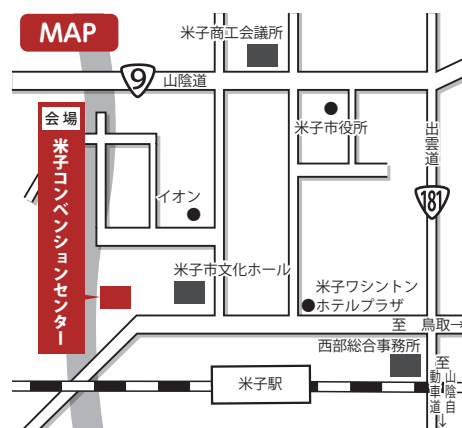 MAP
米子商工会議所
9
山陰道
会場
米子コンベンションセンター
米子市役所
出雲道
181
イオン
米子市文化ホール
米子ワシントン
ホテルプラザ
至 鳥取→
西部総合事務所
米子駅
至
山陰自
動車道
↓